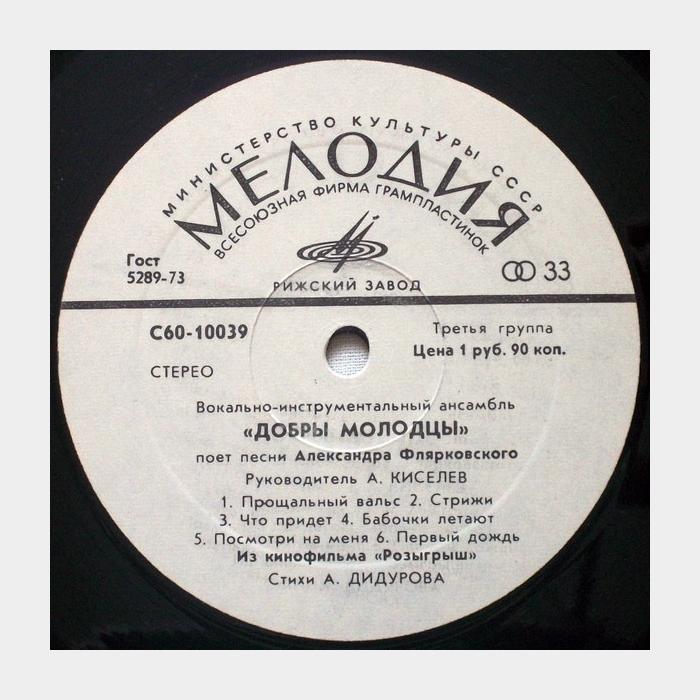 МИНИСТЕРСТВО КУЛЬТУРЫ СССР
МЕЛОДИЯ
ВСЕСОЮЗНАЯ ФИРМА ГРАМПЛАСТИНОК
Гост
5289-73
33
РИЖСКИЙ ЗАВОД
С60-10039
Третья группа
Цена 1 руб. 90 коп.
СТЕРЕО
Вокально-инструментальный ансамбль
«ДОБРЫ МОЛОДЦЫ»
поет песни Александра Флярковского
Руководитель А. КИСЕЛЕВ
1. Прощальный вальс 2. Стрижи
3. Что придет 4. Бабочки летают
5. Посмотри на меня 6. Первый дождь
Из кинофильма «Розыгрыш»
Стихи А. ДИДУРОВА